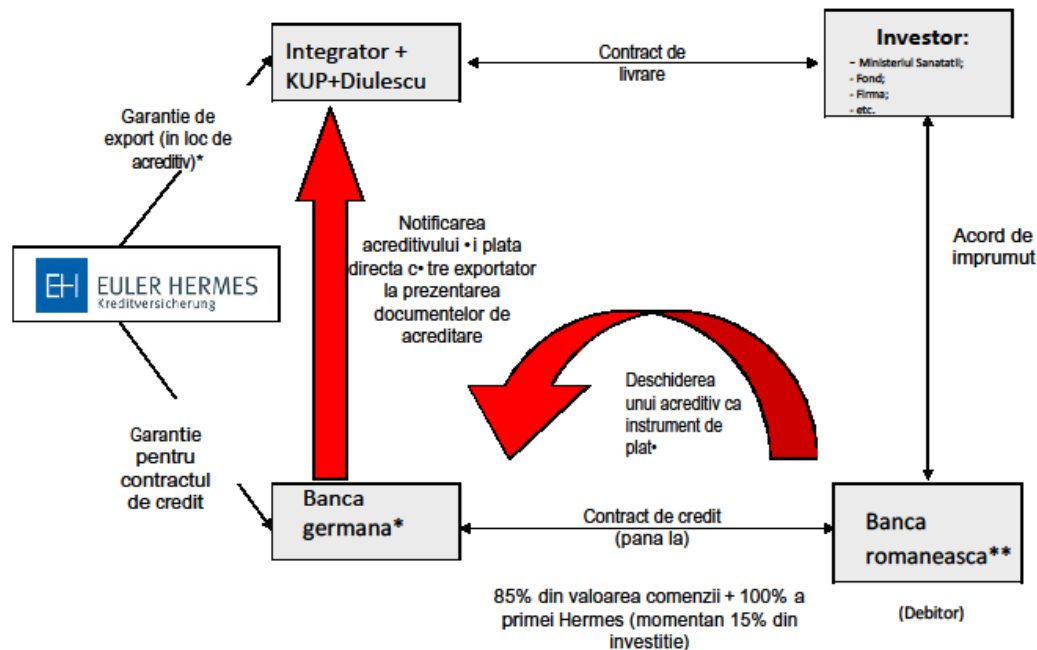 Integrator +
KUP+Diulescu
Contract de
livrare
Investor:
- Ministeriul Sanatatii;
- Fond;
- Firma;
- etc.
Garantie de
export (in loc de
acreditiv)*
Notificarea
acreditivului •i plata
directa c• tre exportator
la prezentarea
documentelor de
acreditare
Acord de
imprumut
EH EULER HERMES
Kreditversicherung
Deschiderea
unui acreditiv ca
instrument de
plat•
Garantie
pentru
contractul
de credit
Banca
germana*
Contract de credit
(pana la)
Banca
romaneasca**
85% din valoarea comenzii + 100% a
primei Hermes (momentan 15% din
investitie)
(Debitor)